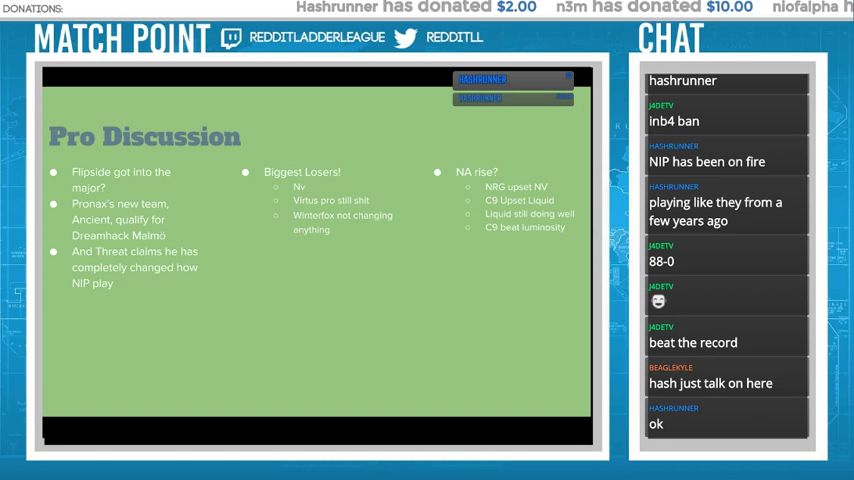 DONATIONS:
Hashrunner has donated $2.00 n3m has donated $10.00 niofalpha h
MATCH POINT REDDITLADDERLEAGUE REDDITLL
CHAT
HASHRUNNER
HASHRUNNER
Pro Discussion
Flipside got into the
major?
Pronax's new team,
Ancient, qualify for
Dreamhack Malmö
And Threat claims he has
completely changed how
NIP play
Biggest Losers!
Nv
Virtus pro still shit
Winterfox not changing
anything
NA rise?
NRG upset NV
C9 Upset Liquid
Liquid still doing well
C9 beat luminosity
hashrunner
J4DETV
inb4 ban
HASHRUNNER
NIP has been on fire
HASHRUNNER
playing like they from a
few years ago
J4DETV
88-0
J4DETV
J4DETV
beat the record
BEAGLEKYLE
hash just talk on here
HASHRUNNER
ok